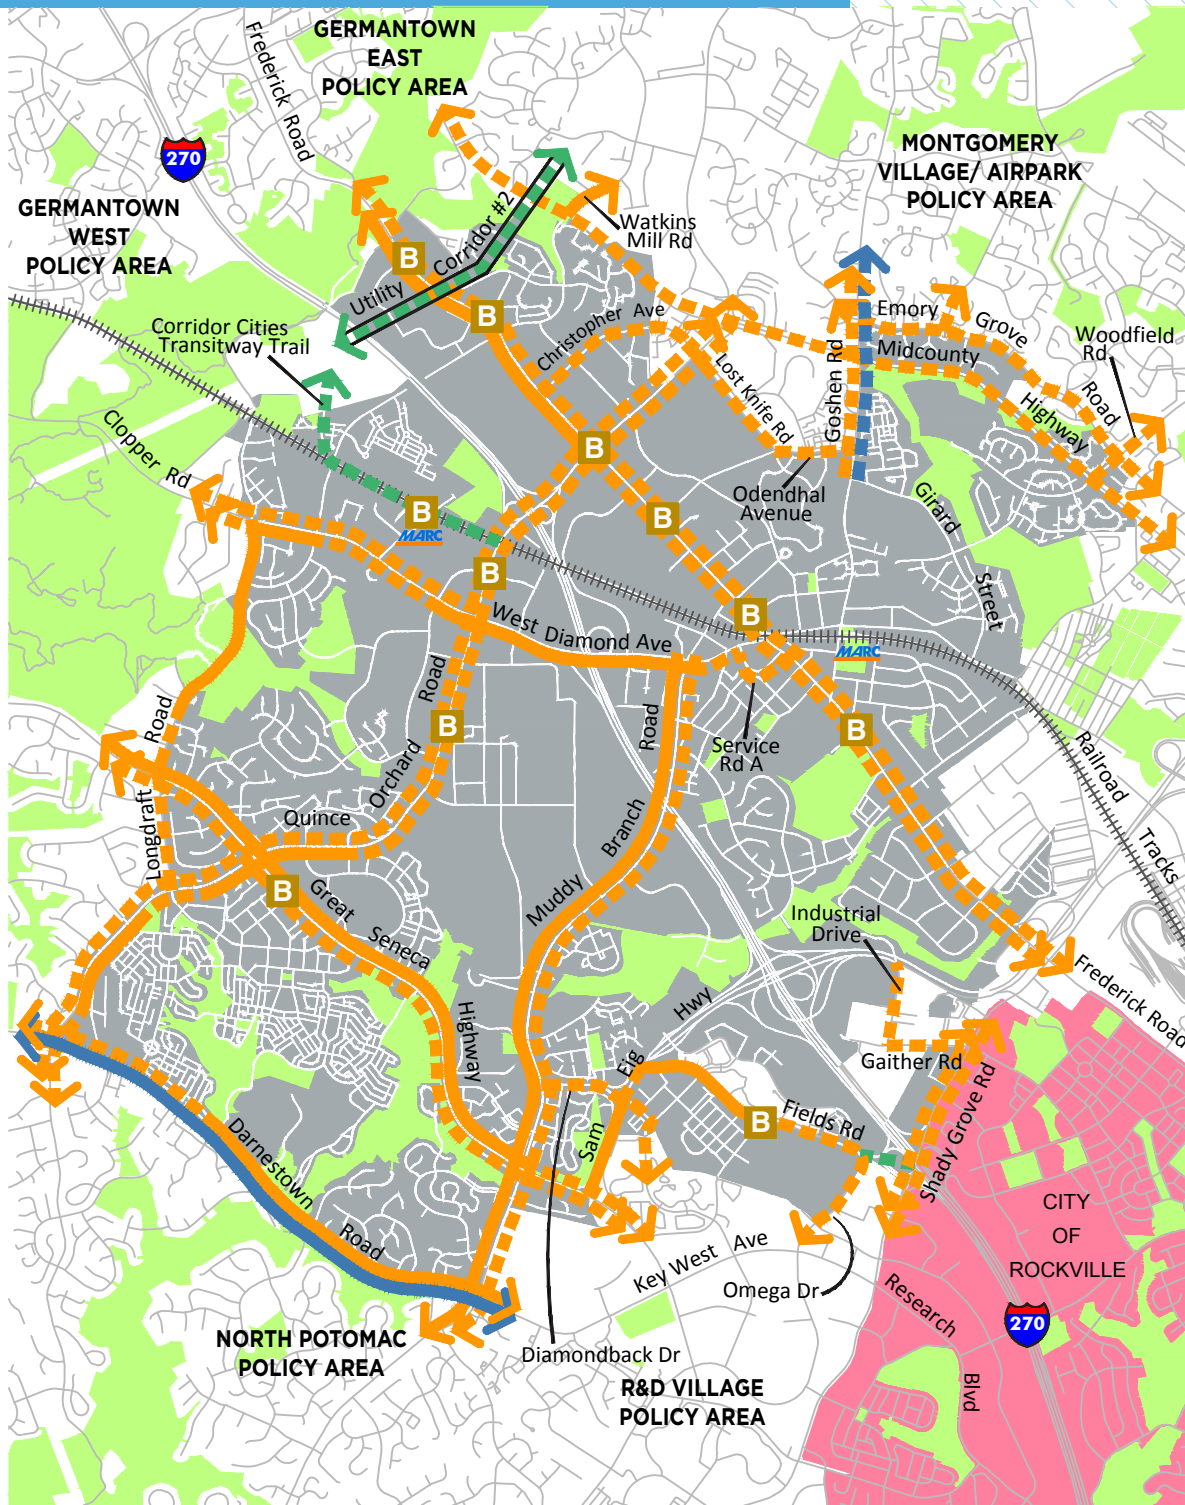 GERMANTOWN
EAST
POLICY AREA
Frederick Road
270
MONTGOMERY
VILLAGE/ AIRPARK
POLICY AREA
GERMANTOWN
WEST
POLICY AREA
Watkins
Mill Rd
Utility Corridor #2
B
B
Corridor Cities
Transitway Trail
Christopher Ave
Emory Grove Road
Woodfield
Rd
Midcounty Highway
Goshen Rd
Lost Knife Rd
Clopper Rd
B
Odendhal
Avenue
Girard Street
B
MARC
B
B
B
West Diamond Ave
MARC
Road
Longdraft
Road
Orchard
Quince
B
Road
Branch
Muddy
Service
Rd A
B
Railroad Tracks
B
Great Seneca Highway
Industrial
Drive
Frederick Road
Hwy
Eig
Sam
Gaither Rd
B
Fields Rd
Shady Grove Rd
Darnestown Road
CITY
OF
ROCKVILLE
Key West Ave
Omega Dr
Research Blvd
270
NORTH POTOMAC
POLICY AREA
Diamondback Dr
R&D VILLAGE
POLICY AREA